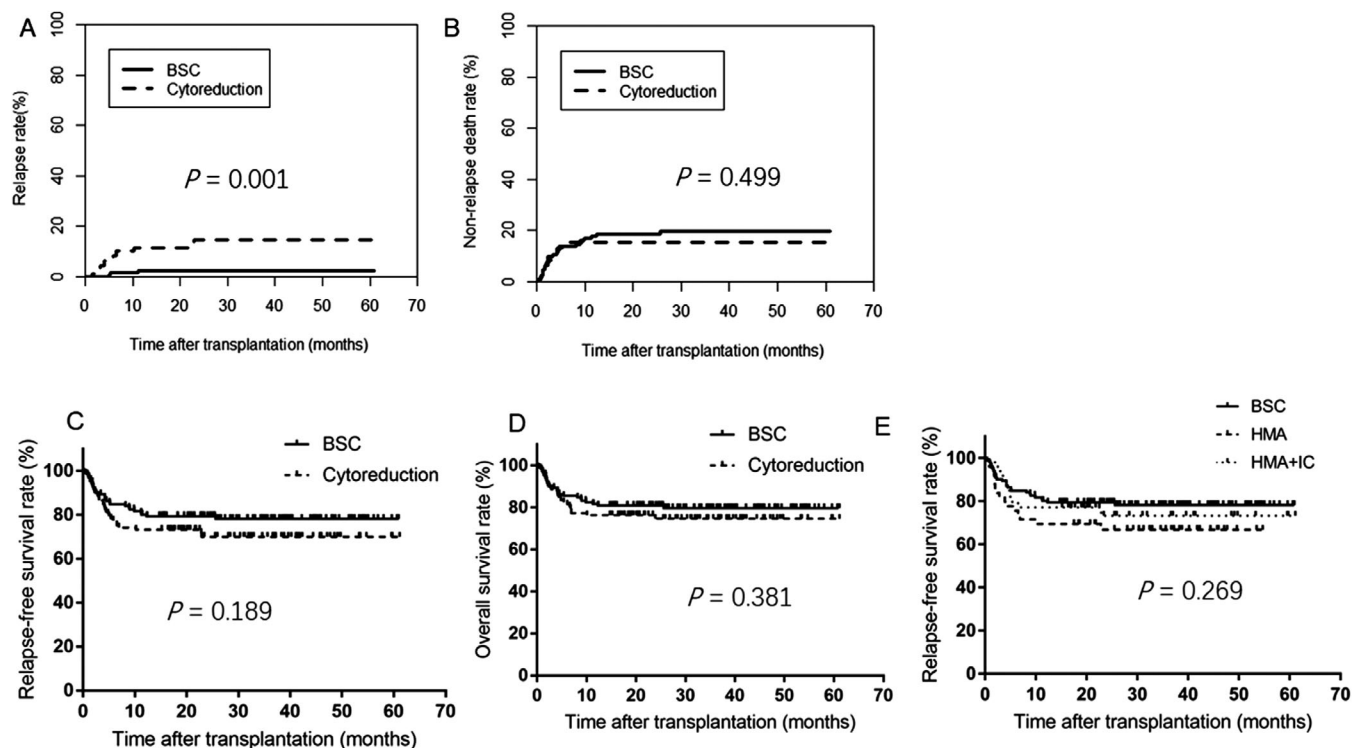 A
Relapse rate(%)
100
80
60
40
20
0
BSC
Cytoreduction
P = 0.001
0 10 20 30 40 50 60 70
Time after transplantation (months)
B
Non-relapse death rate (%)
100
80
60
40
20
0
BSC
Cytoreduction
P = 0.499
0 10 20 30 40 50 60 70
Time after transplantation (months)
C
Relapse-free survival rate (%)
BSC
Cytoreduction
100
80
60
40
20
0
P = 0.189
0 10 20 30 40 50 60 70
Time after transplantation (months)
D
Overall survival rate (%)
BSC
Cytoreduction
100
80
60
40
20
0
P = 0.381
0 10 20 30 40 50 60 70
Time after transplantation (months)
E
Relapse-free survival rate (%)
BSC
HMA
HMA+IC
100
80
60
40
20
0
P = 0.269
0 10 20 30 40 50 60 70
Time after transplantation (months)